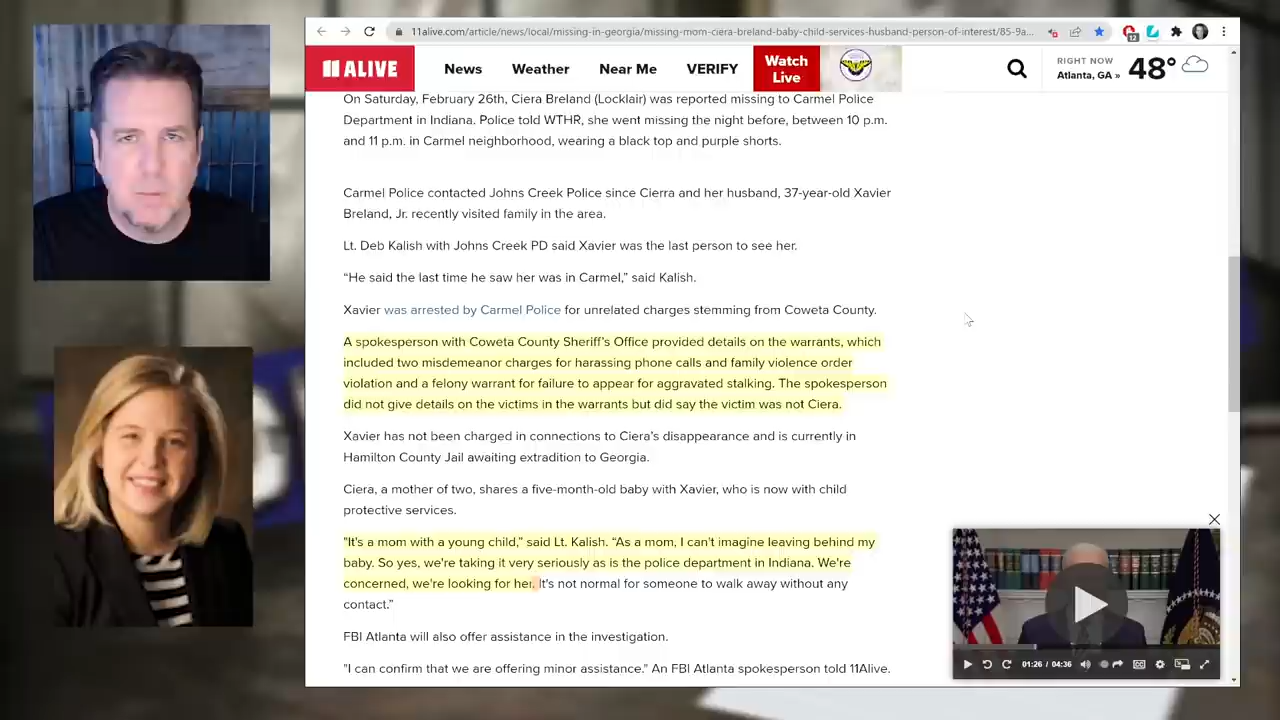 11alive.com/article/news/local/missing-in-georgia/missing-mom-ciera-breland-baby-child-services-husband-person-of-interest/85-9a...
12
11 ALIVE
News
Weather
Near Me
VERIFY
Watch
Live
RIGHT NOW
Atlanta, GA »
48°
On Saturday, February 26th, Ciera Breland (Locklair) was reported missing to Carmel Police
Department in Indiana. Police told WTHR, she went missing the night before, between 10 p.m.
and 11 p.m. in Carmel neighborhood, wearing a black top and purple shorts.
Carmel Police contacted Johns Creek Police since Cierra and her husband, 37-year-old Xavier
Breland, Jr. recently visited family in the area.
Lt. Deb Kalish with Johns Creek PD said Xavier was the last person to see her.
“He said the last time he saw her was in Carmel,” said Kalish.
Xavier was arrested by Carmel Police for unrelated charges stemming from Coweta County.
A spokesperson with Coweta County Sheriff's Office provided details on the warrants, which
included two misdemeanor charges for harassing phone calls and family violence order
violation and a felony warrant for failure to appear for aggravated stalking. The spokesperson
did not give details on the victims in the warrants but did say the victim was not Ciera.
Xavier has not been charged in connections to Ciera's disappearance and is currently in
Hamilton County Jail awaiting extradition to Georgia.
Ciera, a mother of two, shares a five-month-old baby with Xavier, who is now with child
protective services.
"It's a mom with a young child," said Lt. Kalish. “As a mom, I can't imagine leaving behind my
baby. So yes, we're taking it very seriously as is the police department in Indiana. We're
concerned, we're looking for her. It's not normal for someone to walk away without any
contact.”
FBI Atlanta will also offer assistance in the investigation.
"I can confirm that we are offering minor assistance." An FBI Atlanta spokesperson told 11Alive.
01:26 / 04:36